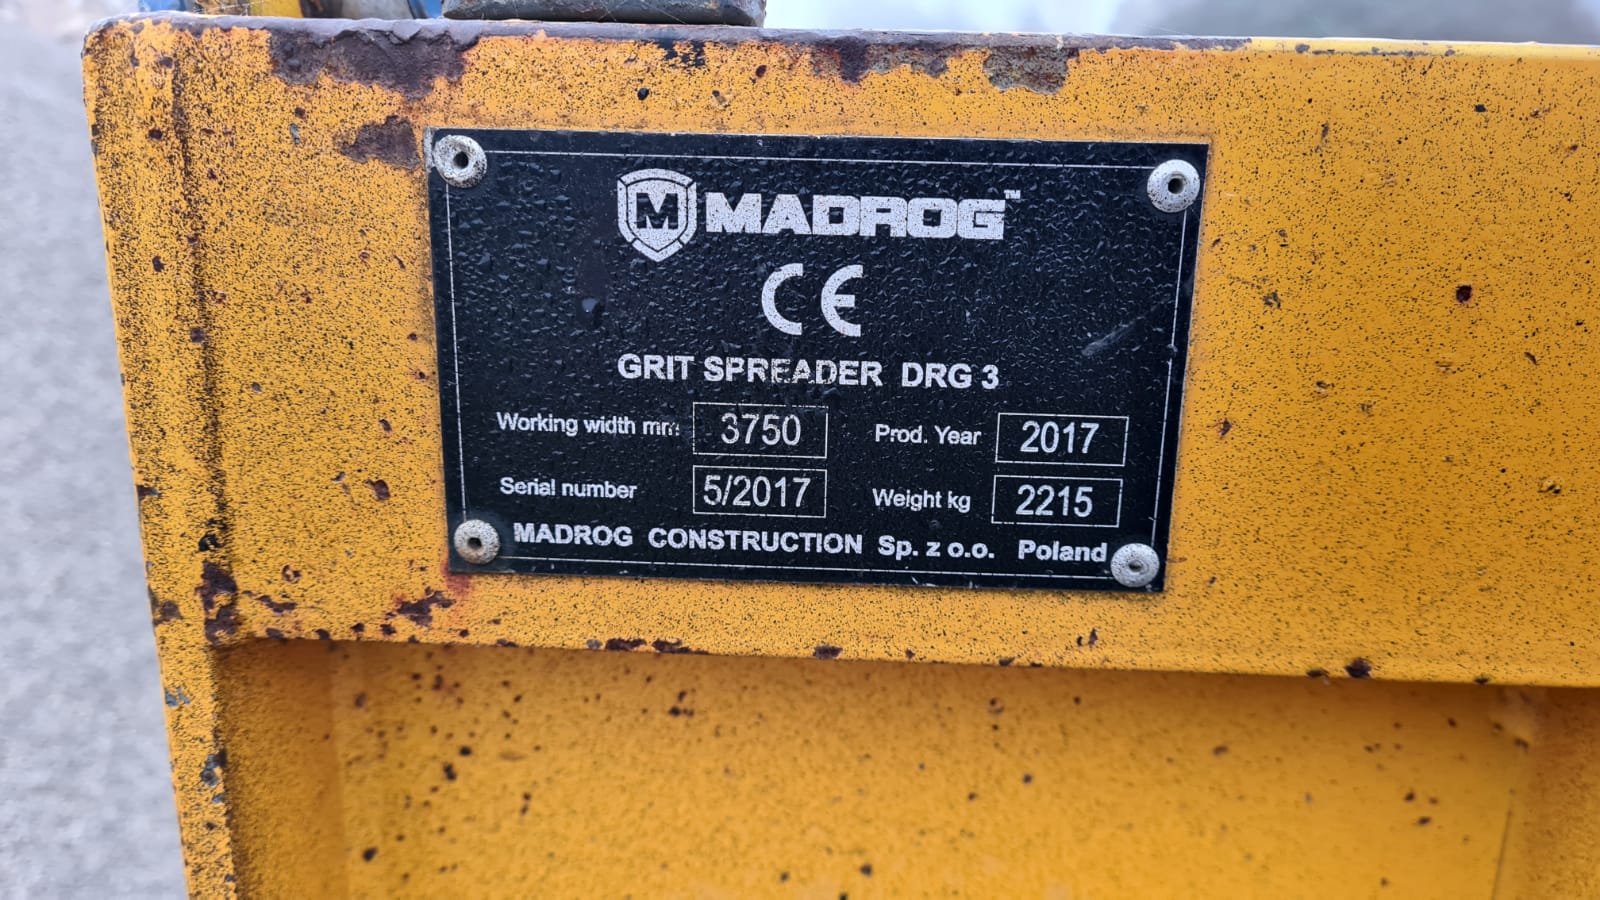 M MADROG™
CE
GRIT SPREADER DRG 3
Working width mm 3750 Prod. Year 2017
Serial number 5/2017 Weight kg 2215
MADROG CONSTRUCTION Sp. z o.o. Poland